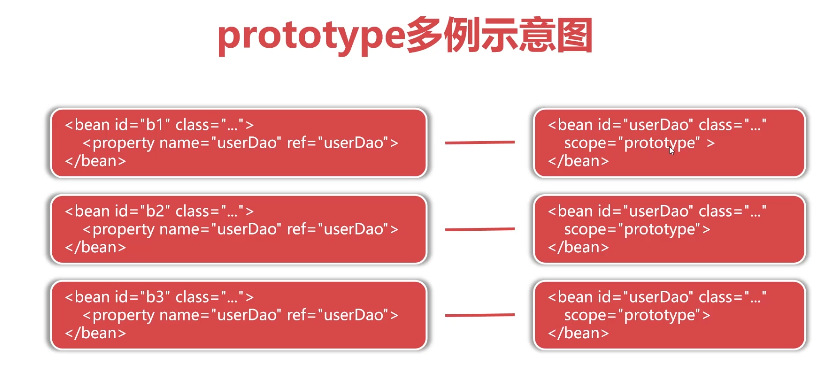 prototype多例示意图
<bean id="b1" class="...">
<property name="userDao" ref="userDao">
</bean>
<bean id="userDao" class="..."
scope="prototype" >
</bean>
<bean id="b2" class="...">
<property name="userDao" ref="userDao">
</bean>
<bean id="userDao" class="..."
scope="prototype">
</bean>
<bean id="b3" class="...">
<property name="userDao" ref="userDao">
</bean>
<bean id="userDao" class="..."
scope="prototype">
</bean>